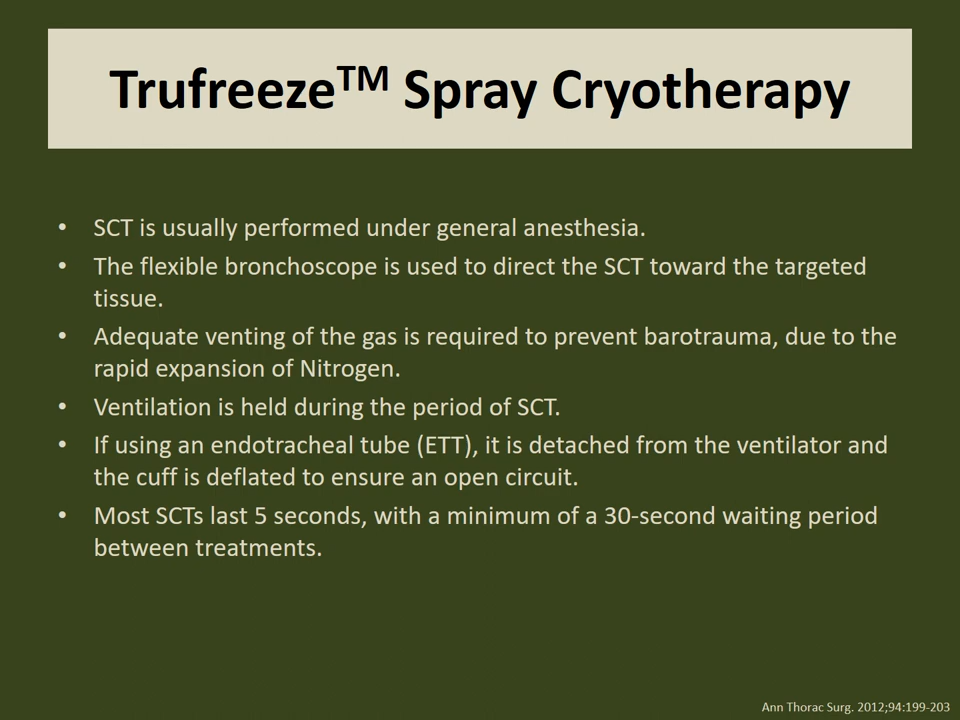 Trufreeze™ Spray Cryotherapy
• SCT is usually performed under general anesthesia.
• The flexible bronchoscope is used to direct the SCT toward the targeted
tissue.
• Adequate venting of the gas is required to prevent barotrauma, due to the
rapid expansion of Nitrogen.
• Ventilation is held during the period of SCT.
• If using an endotracheal tube (ETT), it is detached from the ventilator and
the cuff is deflated to ensure an open circuit.
• Most SCTs last 5 seconds, with a minimum of a 30-second waiting period
between treatments.
Ann Thorac Surg. 2012;94:199-203